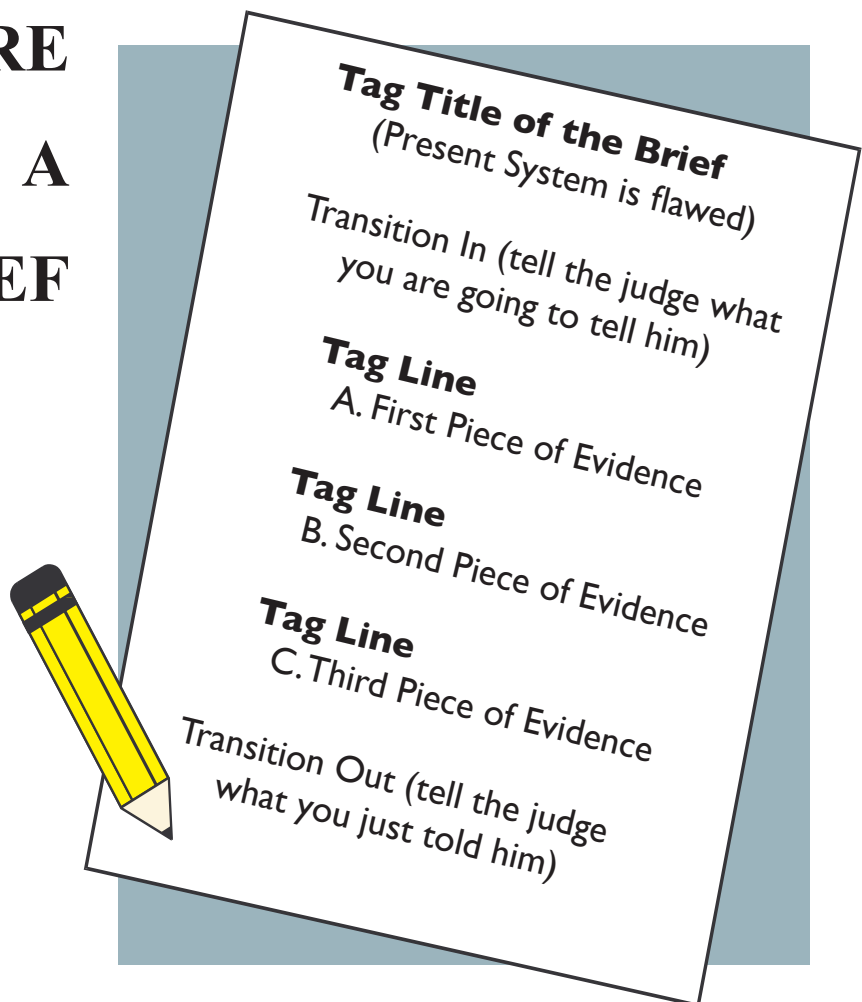 RE
A
EF
Tag Title of the Brief
(Present System is flawed)
Transition In (tell the judge what
you are going to tell him)
Tag Line
A. First Piece of Evidence
Tag Line
B. Second Piece of Evidence
Tag Line
C. Third Piece of Evidence
Transition Out (tell the judge
what you just told him)